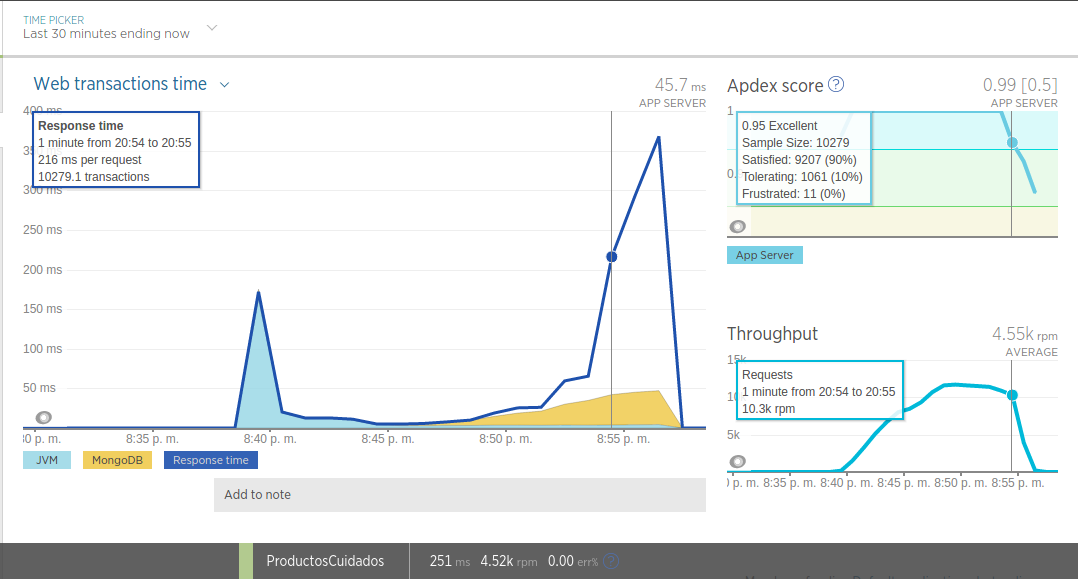 TIME PICKER
Last 30 minutes ending now
Web transactions time
45.7 ms
APP SERVER
400 ms
Response time
1 minute from 20:54 to 20:55
216 ms per request
10279.1 transactions
300 ms
250 ms
200 ms
150 ms
100 ms
50 ms
8:35 p. m.
8:40 p. m.
8:45 p. m.
8:50 p. m.
8:55 p. m.
JVM
MongoDB
Response time
Add to note
Apdex score ?
0.99 [0.5]
APP SERVER
1
0.95 Excellent
Sample Size: 10279
Satisfied: 9207 (90%)
Tolerating: 1061 (10%)
Frustrated: 11 (0%)
App Server
Throughput
4.55k rpm
AVERAGE
15k
Requests
1 minute from 20:54 to 20:55
10.3k rpm
5k
p. m. 8:35 p. m. 8:40 p. m. 8:45 p. m. 8:50 p. m. 8:55 p. m.
ProductosCuidados
251 ms 4.52k rpm 0.00 err% ?